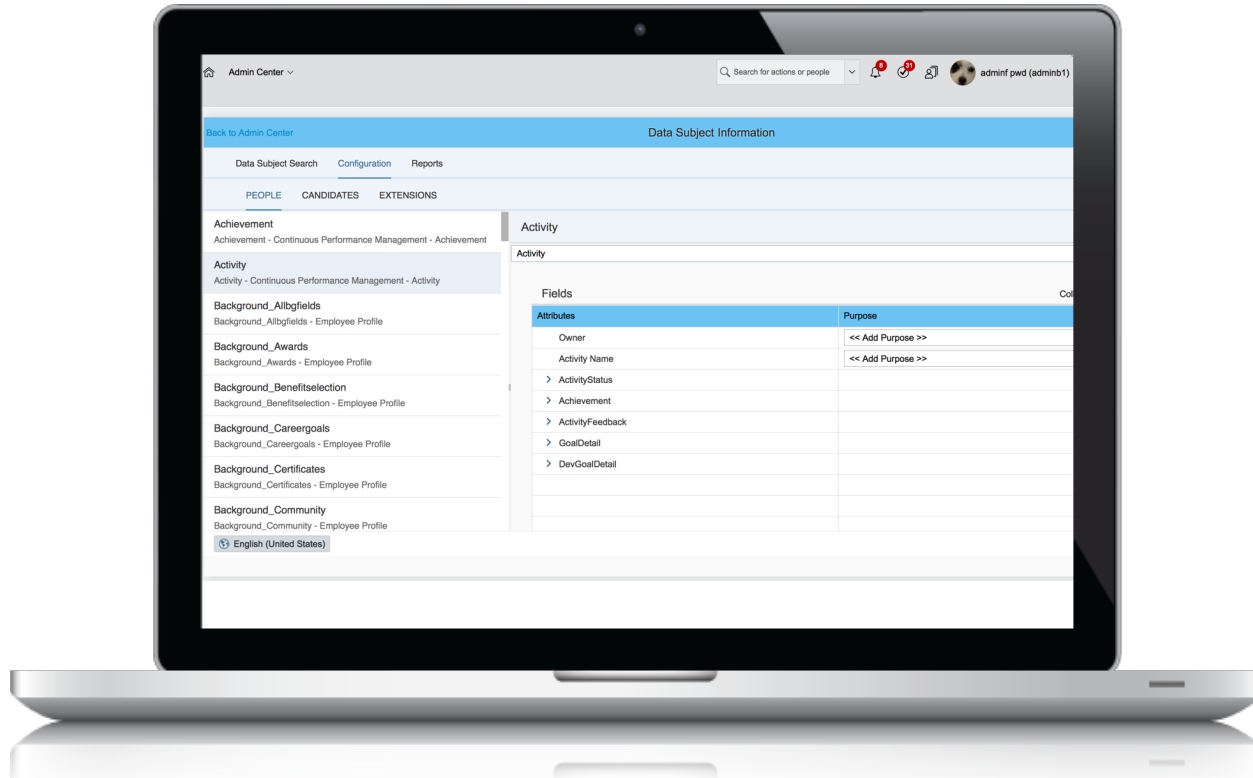 Admin Center
Search for actions or people
8
31
adminf pwd (adminb1)
Back to Admin Center
Data Subject Information
Data Subject Search Configuration Reports
PEOPLE CANDIDATES EXTENSIONS
Achievement
Achievement - Continuous Performance Management - Achievement
Activity
Activity - Continuous Performance Management - Activity
Background_Allbgfields
Background_Allbgfields - Employee Profile
Background_Awards
Background_Awards - Employee Profile
Background_Benefitselection
Background_Benefitselection - Employee Profile
Background_Careergoals
Background_Careergoals - Employee Profile
Background_Certificates
Background_Certificates - Employee Profile
Background_Community
Background_Community - Employee Profile
English (United States)
Activity
Activity
Fields
Col
Attributes Purpose
Owner << Add Purpose >>
Activity Name << Add Purpose >>
ActivityStatus
Achievement
ActivityFeedback
GoalDetail
DevGoalDetail